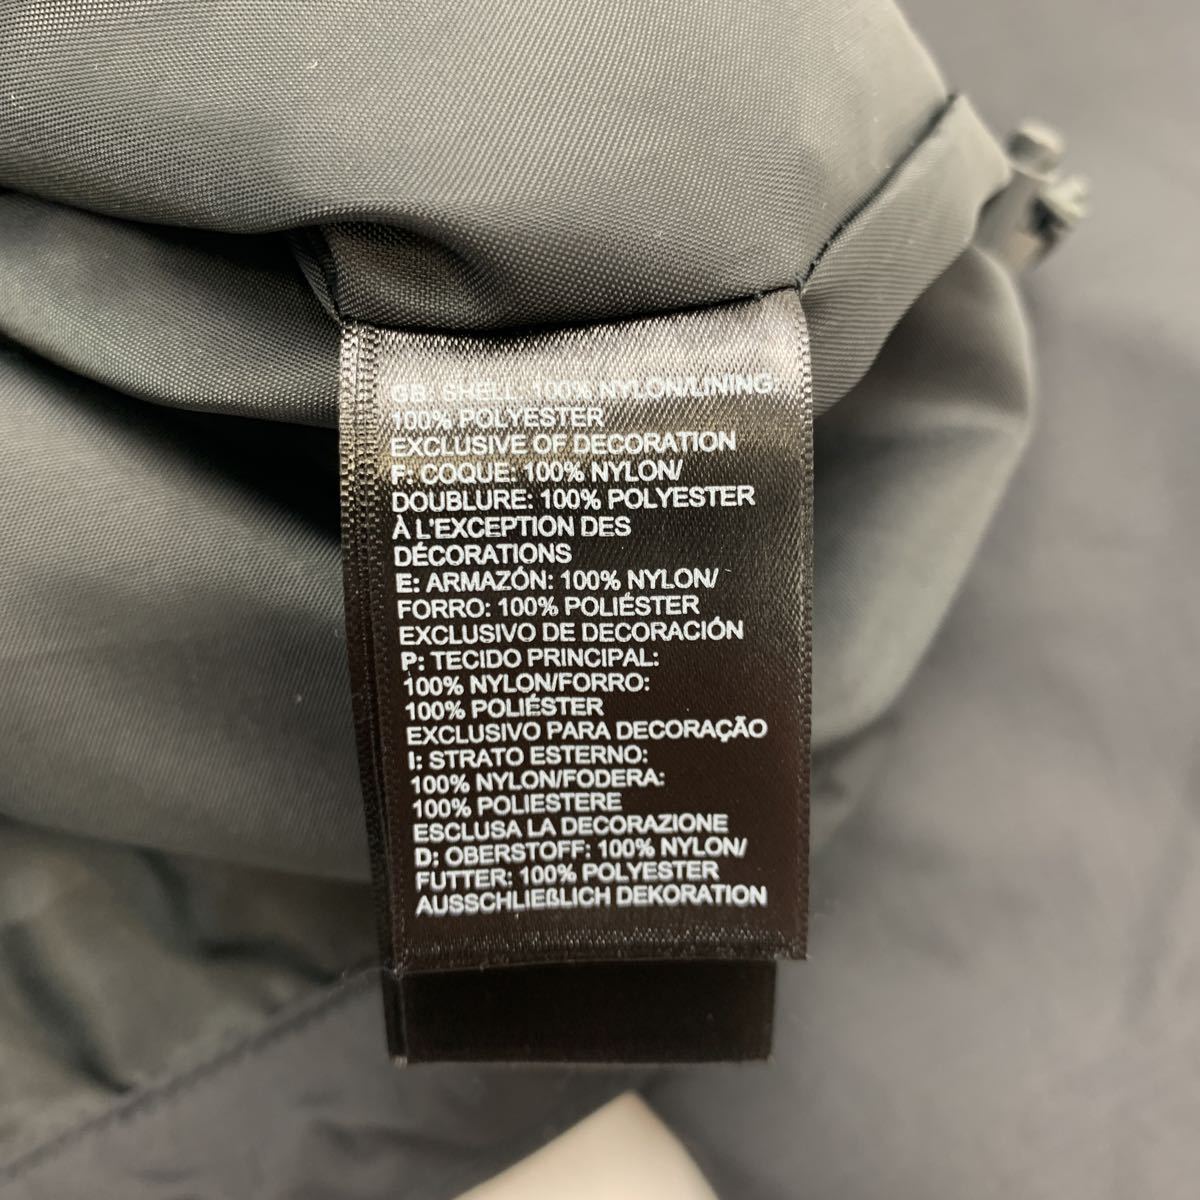 GB: SHELL: 100% NYLON/LINING:
100% POLYESTER
EXCLUSIVE OF DECORATION
F: COQUE: 100% NYLON/
DOUBLURE: 100% POLYESTER
À L'EXCEPTION DES
DÉCORATIONS
E: ARMAZÓN: 100% NYLON/
FORRO: 100% POLIÉSTER
EXCLUSIVO DE DECORACIÓN
P: TECIDO PRINCIPAL:
100% NYLON/FORRO:
100% POLIÉSTER
EXCLUSIVO PARA DECORAÇÃO
I: STRATO ESTERNO:
100% NYLON/FODERA:
100% POLIESTERE
ESCLUSA LA DECORAZIONE
D: OBERSTOFF: 100% NYLON/
FUTTER: 100% POLYESTER
AUSSCHLIEßLICH DEKORATION